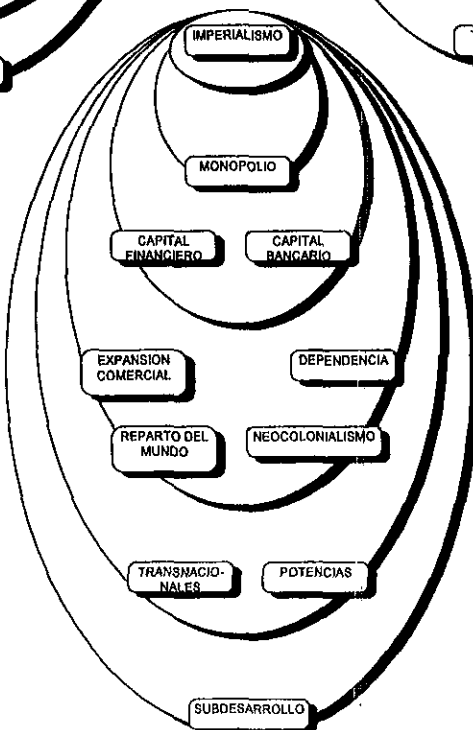 IMPERIALISMO
MONOPOLIO
CAPITAL
FINANCIERO
CAPITAL
BANCARIO
EXPANSION
COMERCIAL
DEPENDENCIA
REPARTO DEL
MUNDO
NEOCOLONIALISMO
TRANSNACIO-
NALES
POTENCIAS
SUBDESARROLLO